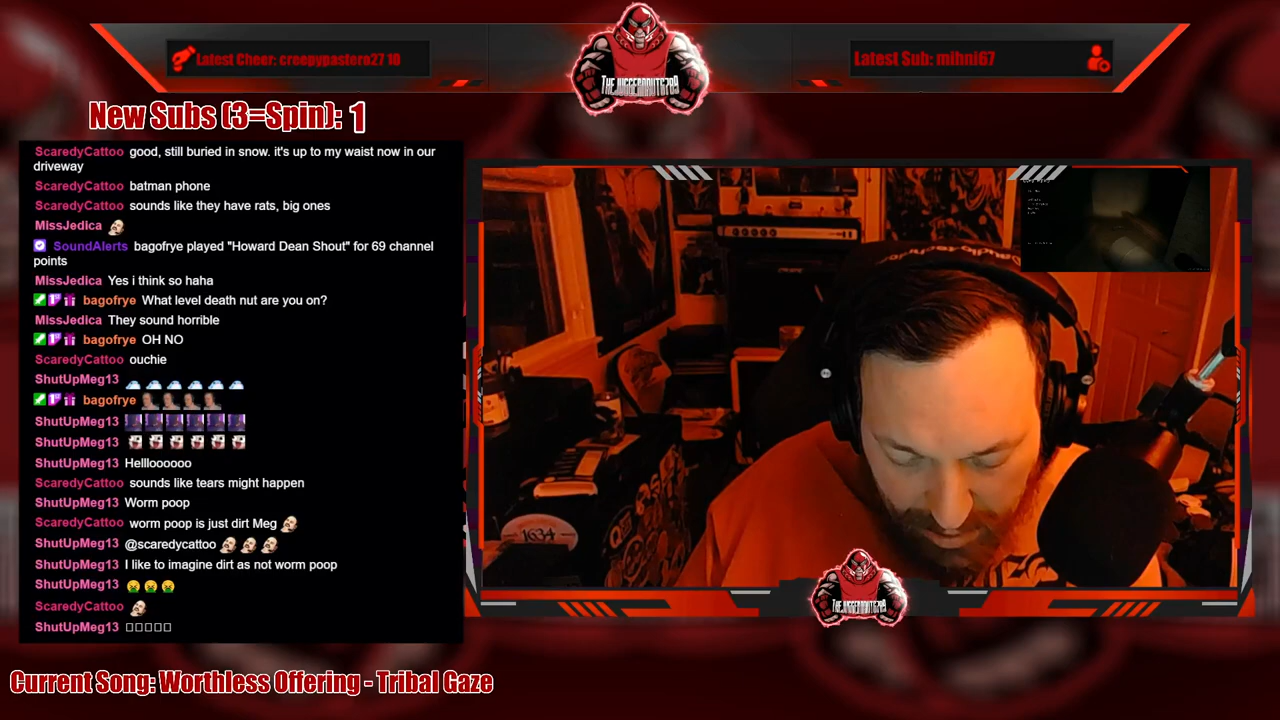 Latest Cheer: creepypastero27 10
THEJUGGERNAUT6789
Latest Sub: mihni67
New Subs (3=Spin): 1
ScaredyCattoo good, still buried in snow. it's up to my waist now in our
driveway
ScaredyCattoo batman phone
ScaredyCattoo sounds like they have rats, big ones
MissJedica
SoundAlerts bagofrye played "Howard Dean Shout" for 69 channel
points
MissJedica Yes i think so haha
bagofrye What level death nut are you on?
MissJedica They sound horrible
bagofrye OH NO
ScaredyCattoo ouchie
ShutUpMeg13
bagofrye
ShutUpMeg13
ShutUpMeg13
ShutUpMeg13 Hellloooooo
ScaredyCattoo sounds like tears might happen
ShutUpMeg13 Worm poop
ScaredyCattoo worm poop is just dirt Meg
ShutUpMeg13 @scaredycattoo
ShutUpMeg13 I like to imagine dirt as not worm poop
ShutUpMeg13
ScaredyCattoo
ShutUpMeg13
1634
THEJUGGERNAUT6789
Current Song: Worthless Offering - Tribal Gaze